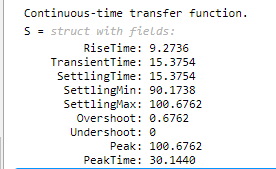 Continuous-time transfer function.
S = struct with fields:
RiseTime: 9.2736
TransientTime: 15.3754
SettlingTime: 15.3754
SettlingMin: 90.1738
SettlingMax: 100.6762
Overshoot: 0.6762
Undershoot: 0
Peak: 100.6762
PeakTime: 30.1440